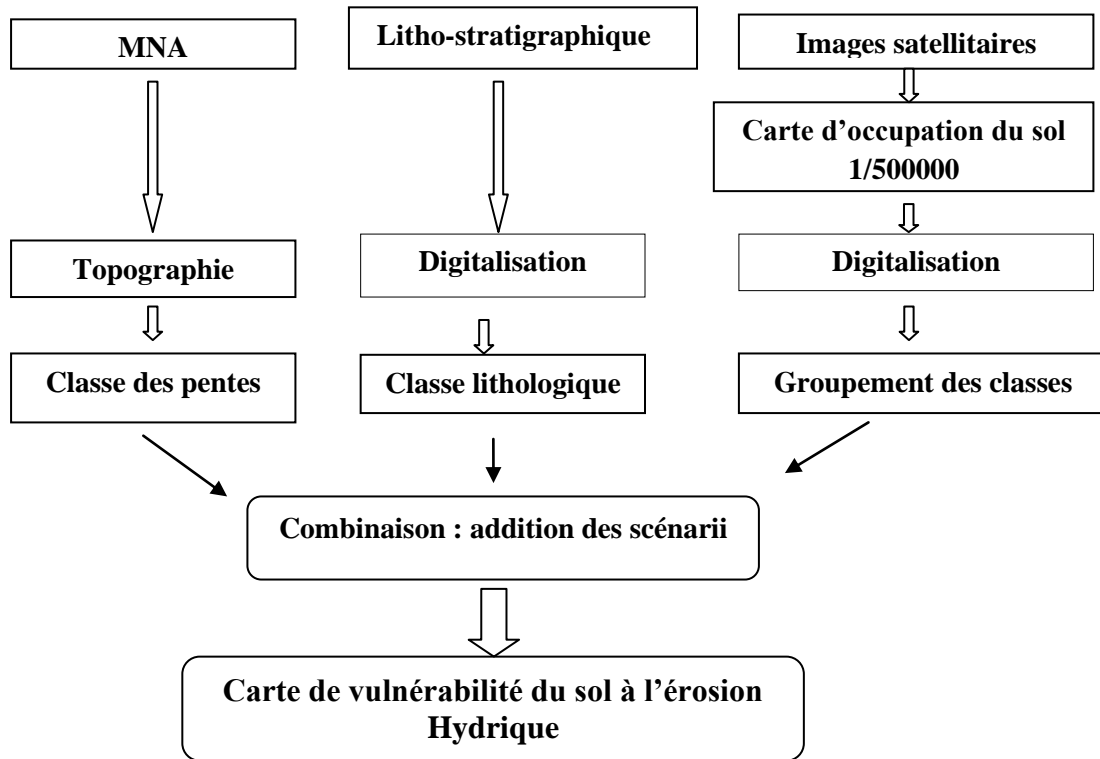 MNA
Litho-stratigraphique
Images satellitaires
Carte d’occupation du sol
1/500000
Topographie
Digitalisation
Digitalisation
Classe des pentes
Classe lithologique
Groupement des classes
Combinaison : addition des scénarii
Carte de vulnérabilité du sol à l’érosion
Hydrique